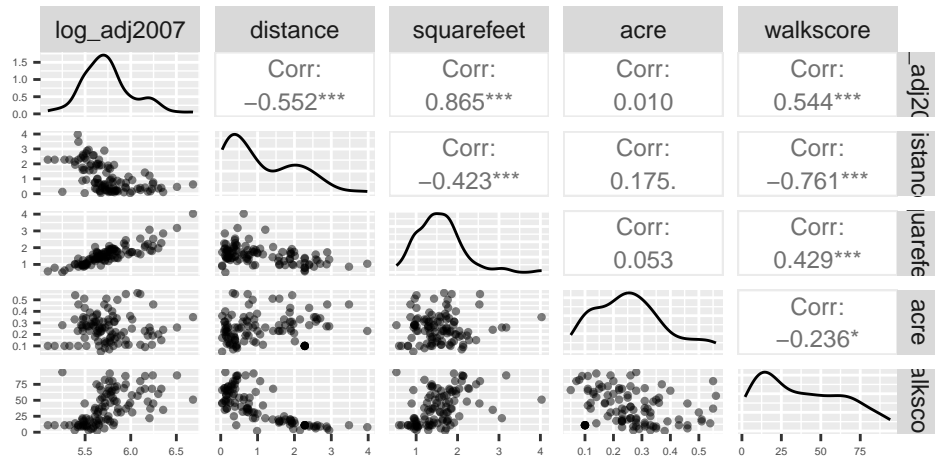 log_adj2007 distance squarefeet acre walkscore
1.5
1.0
0.5
0.0
Corr:
−0.552***
Corr:
0.865***
Corr:
0.010
Corr:
0.544***
_adj20
4
3
2
1
0
Corr:
−0.423***
Corr:
0.175.
Corr:
−0.761***
istanc
4
3
2
1
Corr:
0.053
Corr:
0.429***
uarefe
0.5
0.4
0.3
0.2
0.1
Corr:
−0.236*
acre
75
50
25
0
alksco
5.5 6.0 6.5 0 1 2 3 4 0 2 4 0.1 0.2 0.3 0.4 0.5 0 25 50 75